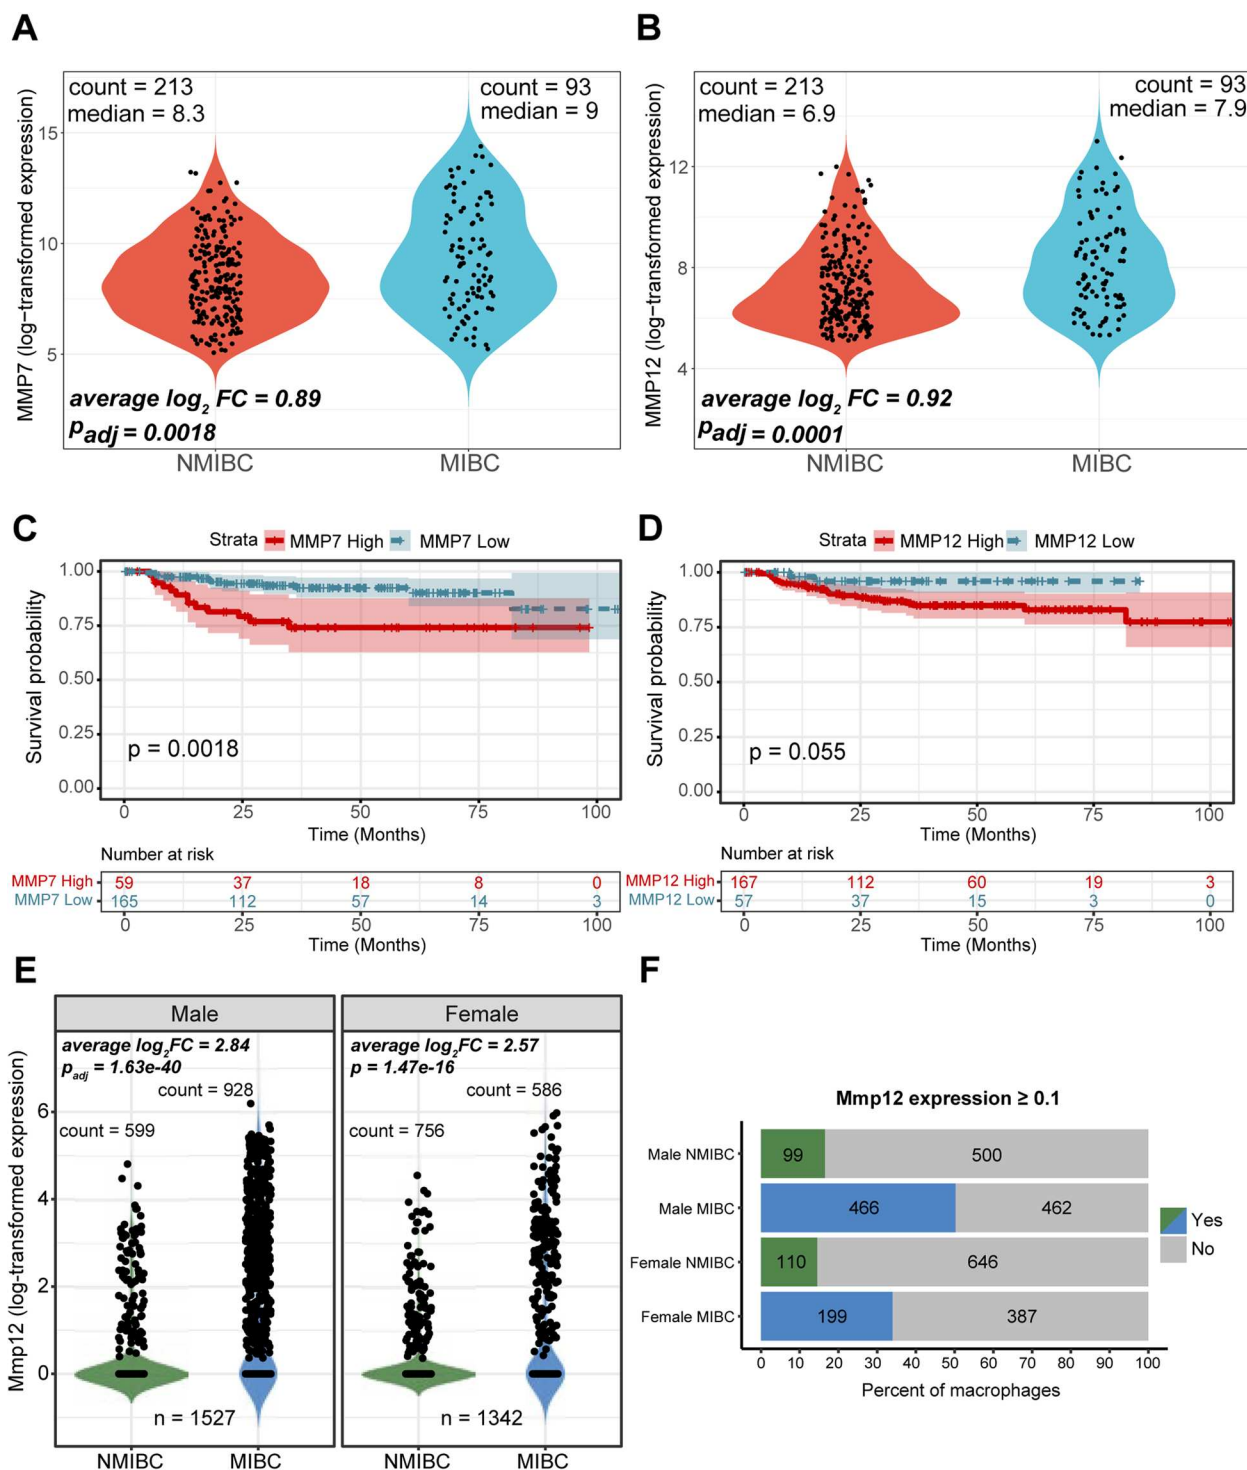 A
count = 213
median = 8.3
count = 93
median = 9
MMP7 (log−transformed expression)
15
10
5
average log2 FC = 0.89
padj = 0.0018
NMIBC
MIBC
B
count = 213
median = 6.9
count = 93
median = 7.9
MMP12 (log−transformed expression)
12
8
4
average log2 FC = 0.92
padj = 0.0001
NMIBC
MIBC
C
Strata MMP7 High MMP7 Low
Survival probability
1.00
0.75
0.50
0.25
0.00
p = 0.0018
0 25 50 75 100
Time (Months)
Number at risk
MMP7 High 59 37 18 8 0
MMP7 Low 165 112 57 14 3
0 25 50 75 100
Time (Months)
D
Strata MMP12 High MMP12 Low
Survival probability
1.00
0.75
0.50
0.25
0.00
p = 0.055
0 25 50 75 100
Time (Months)
Number at risk
MMP12 High 167 112 60 19 3
MMP12 Low 57 37 15 3 0
0 25 50 75 100
Time (Months)
E
Male
Female
Mmp12 (log−transformed expression)
6
4
2
0
average log2FC = 2.84
padj = 1.63e-40
count = 928
count = 599
n = 1527
average log2FC = 2.57
p = 1.47e-16
count = 586
count = 756
n = 1342
NMIBC
MIBC
NMIBC
MIBC
F
Mmp12 expression ≥ 0.1
Male NMIBC 99 500
Male MIBC 466 462
Female NMIBC 110 646
Female MIBC 199 387
Yes
No
0 10 20 30 40 50 60 70 80 90 100
Percent of macrophages